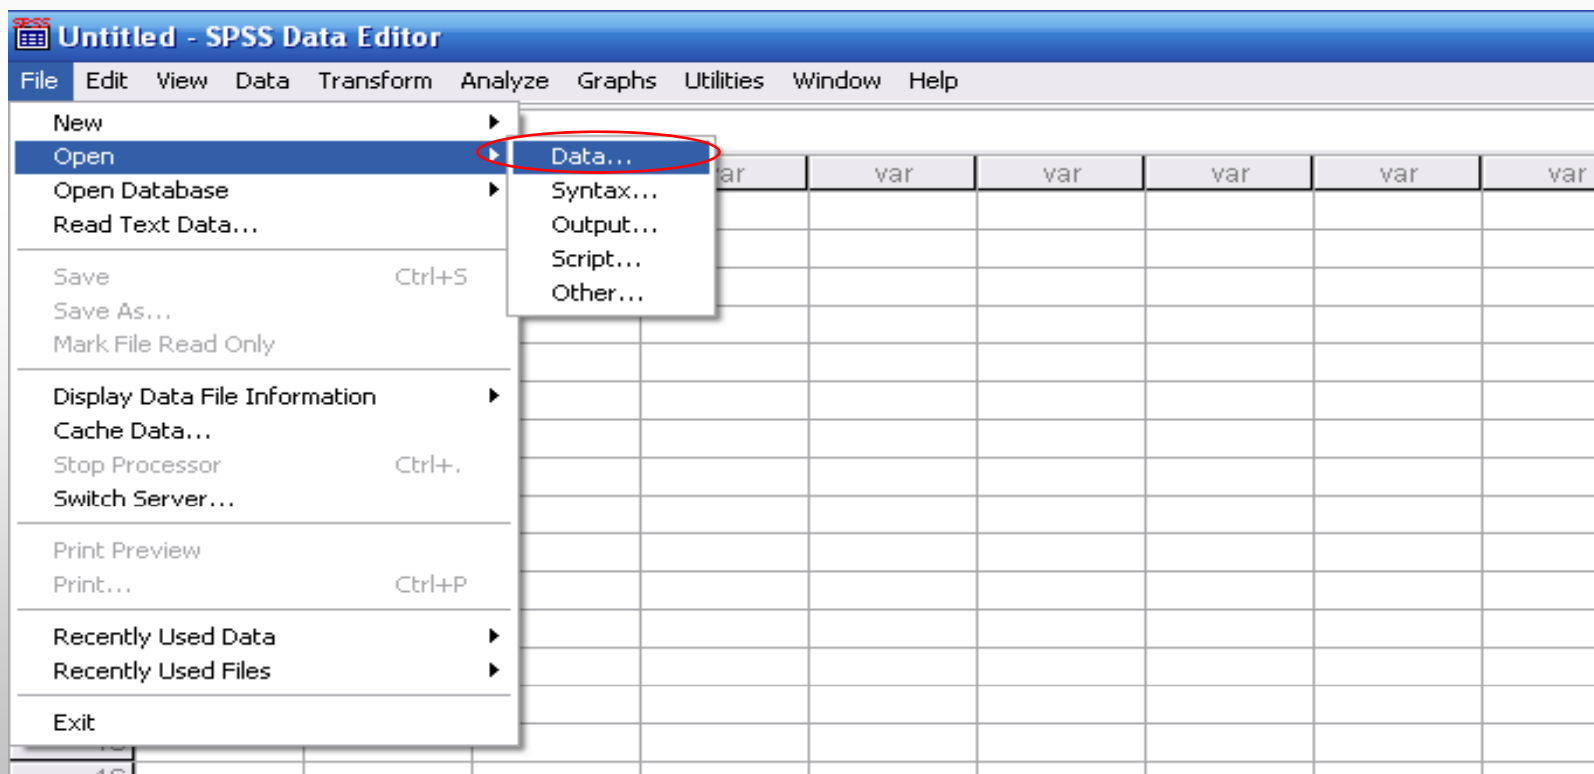 SPSS
Untitled - SPSS Data Editor
File Edit View Data Transform Analyze Graphs Utilities Window Help
New
Open
Open Database
Read Text Data...
Save Ctrl+S
Save As...
Mark File Read Only
Display Data File Information
Cache Data...
Stop Processor Ctrl+.
Switch Server...
Print Preview
Print... Ctrl+P
Recently Used Data
Recently Used Files
Exit
Data...
Syntax...
Output...
Script...
Other...
var var var var var